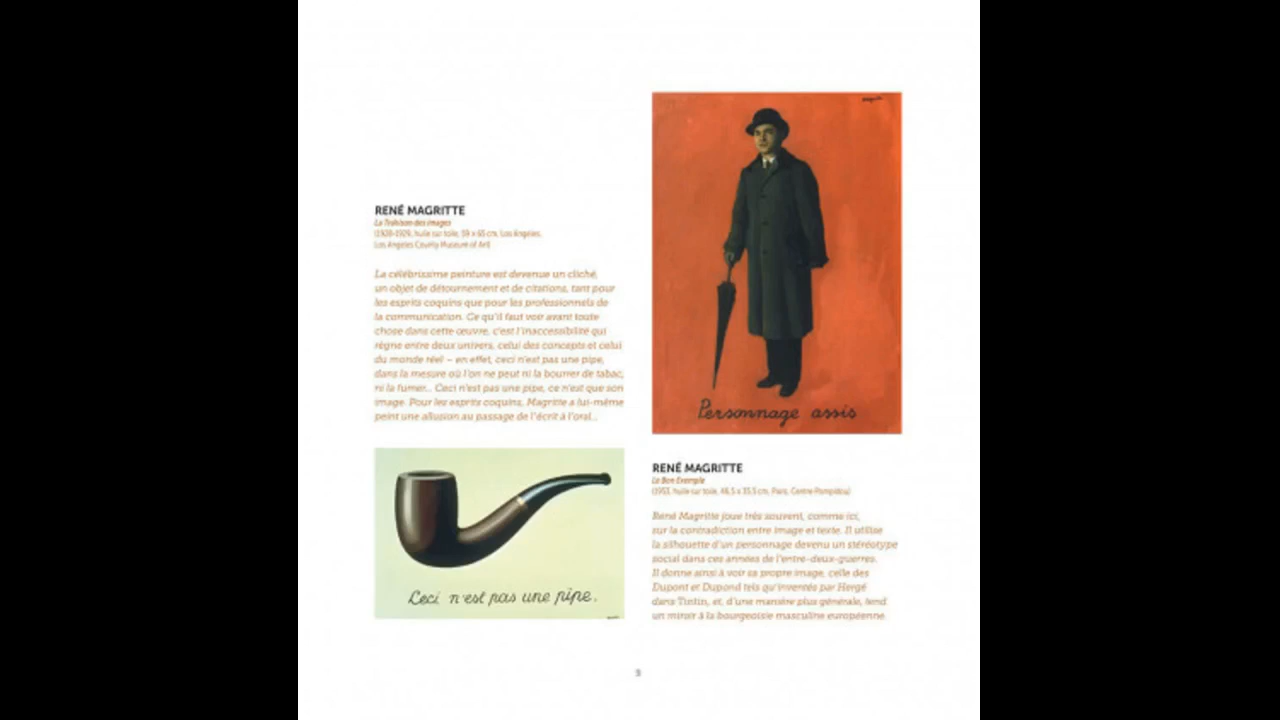 RENÉ MAGRITTE
La Trahison des images
(1928-1929, huile sur toile, 59 x 65 cm, Los Angeles,
Los Angeles County Museum of Art)
La célébrissime peinture est devenue un cliché,
un objet de détournement et de citations, tant pour
les esprits coquins que pour les professionnels de
la communication. Ce qu'il faut voir avant toute
chose dans cette œuvre, c'est l'inaccessibilité qui
règne entre deux univers, celui des concepts et celui
du monde réel – en effet, ceci n'est pas une pipe,
dans la mesure où l'on ne peut ni la bourrer de tabac,
ni la fumer... Ceci n'est pas une pipe, ce n'est que son
image. Pour les esprits coquins, Magritte a lui-même
peint une allusion au passage de l'écrit à l'oral...
Ceci n'est pas une pipe.
magritte
Personnage assis
RENÉ MAGRITTE
Le Bon Exemple
(1953, huile sur toile, 46,5 x 33,5 cm, Paris, Centre Pompidou)
René Magritte joue très souvent, comme ici,
sur la contradiction entre image et texte. Il utilise
la silhouette d'un personnage devenu un stéréotype
social dans ces années de l'entre-deux-guerres.
Il donne ainsi à voir sa propre image, celle des
Dupont et Dupond tels qu'inventés par Hergé
dans Tintin, et, d'une manière plus générale, tend
un miroir à la bourgeoisie masculine européenne.